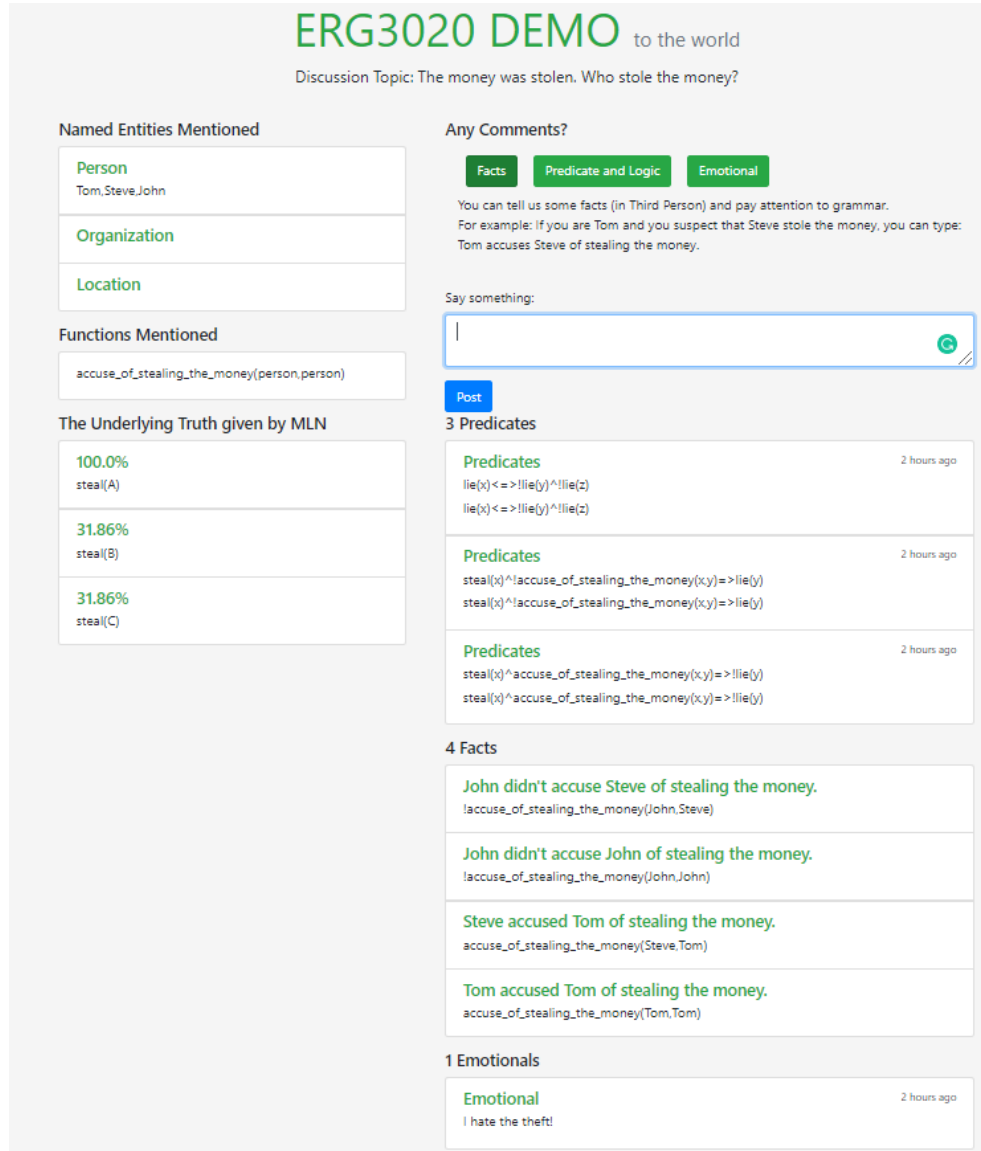 ERG3020 DEMO to the world
Discussion Topic: The money was stolen. Who stole the money?
Named Entities Mentioned
Person
Tom,Steve,John
Organization
Location
Functions Mentioned
accuse_of_stealing_the_money(person,person)
The Underlying Truth given by MLN
100.0%
steal(A)
31.86%
steal(B)
31.86%
steal(C)
Any Comments?
Facts
Predicate and Logic
Emotional
You can tell us some facts (in Third Person) and pay attention to grammar.
For example: If you are Tom and you suspect that Steve stole the money, you can type:
Tom accuses Steve of stealing the money.
Say something:
Post
3 Predicates
Predicates 2 hours ago
lie(x)<=>!lie(y)^!lie(z)
lie(x)<=>!lie(y)^!lie(z)
Predicates 2 hours ago
steal(x)^!accuse_of_stealing_the_money(x,y)=>lie(y)
steal(x)^!accuse_of_stealing_the_money(x,y)=>lie(y)
Predicates 2 hours ago
steal(x)^accuse_of_stealing_the_money(x,y)=>!lie(y)
steal(x)^accuse_of_stealing_the_money(x,y)=>!lie(y)
4 Facts
John didn't accuse Steve of stealing the money.
!accuse_of_stealing_the_money(John,Steve)
John didn't accuse John of stealing the money.
!accuse_of_stealing_the_money(John,John)
Steve accused Tom of stealing the money.
accuse_of_stealing_the_money(Steve,Tom)
Tom accused Tom of stealing the money.
accuse_of_stealing_the_money(Tom,Tom)
1 Emotionals
Emotional 2 hours ago
I hate the theft!